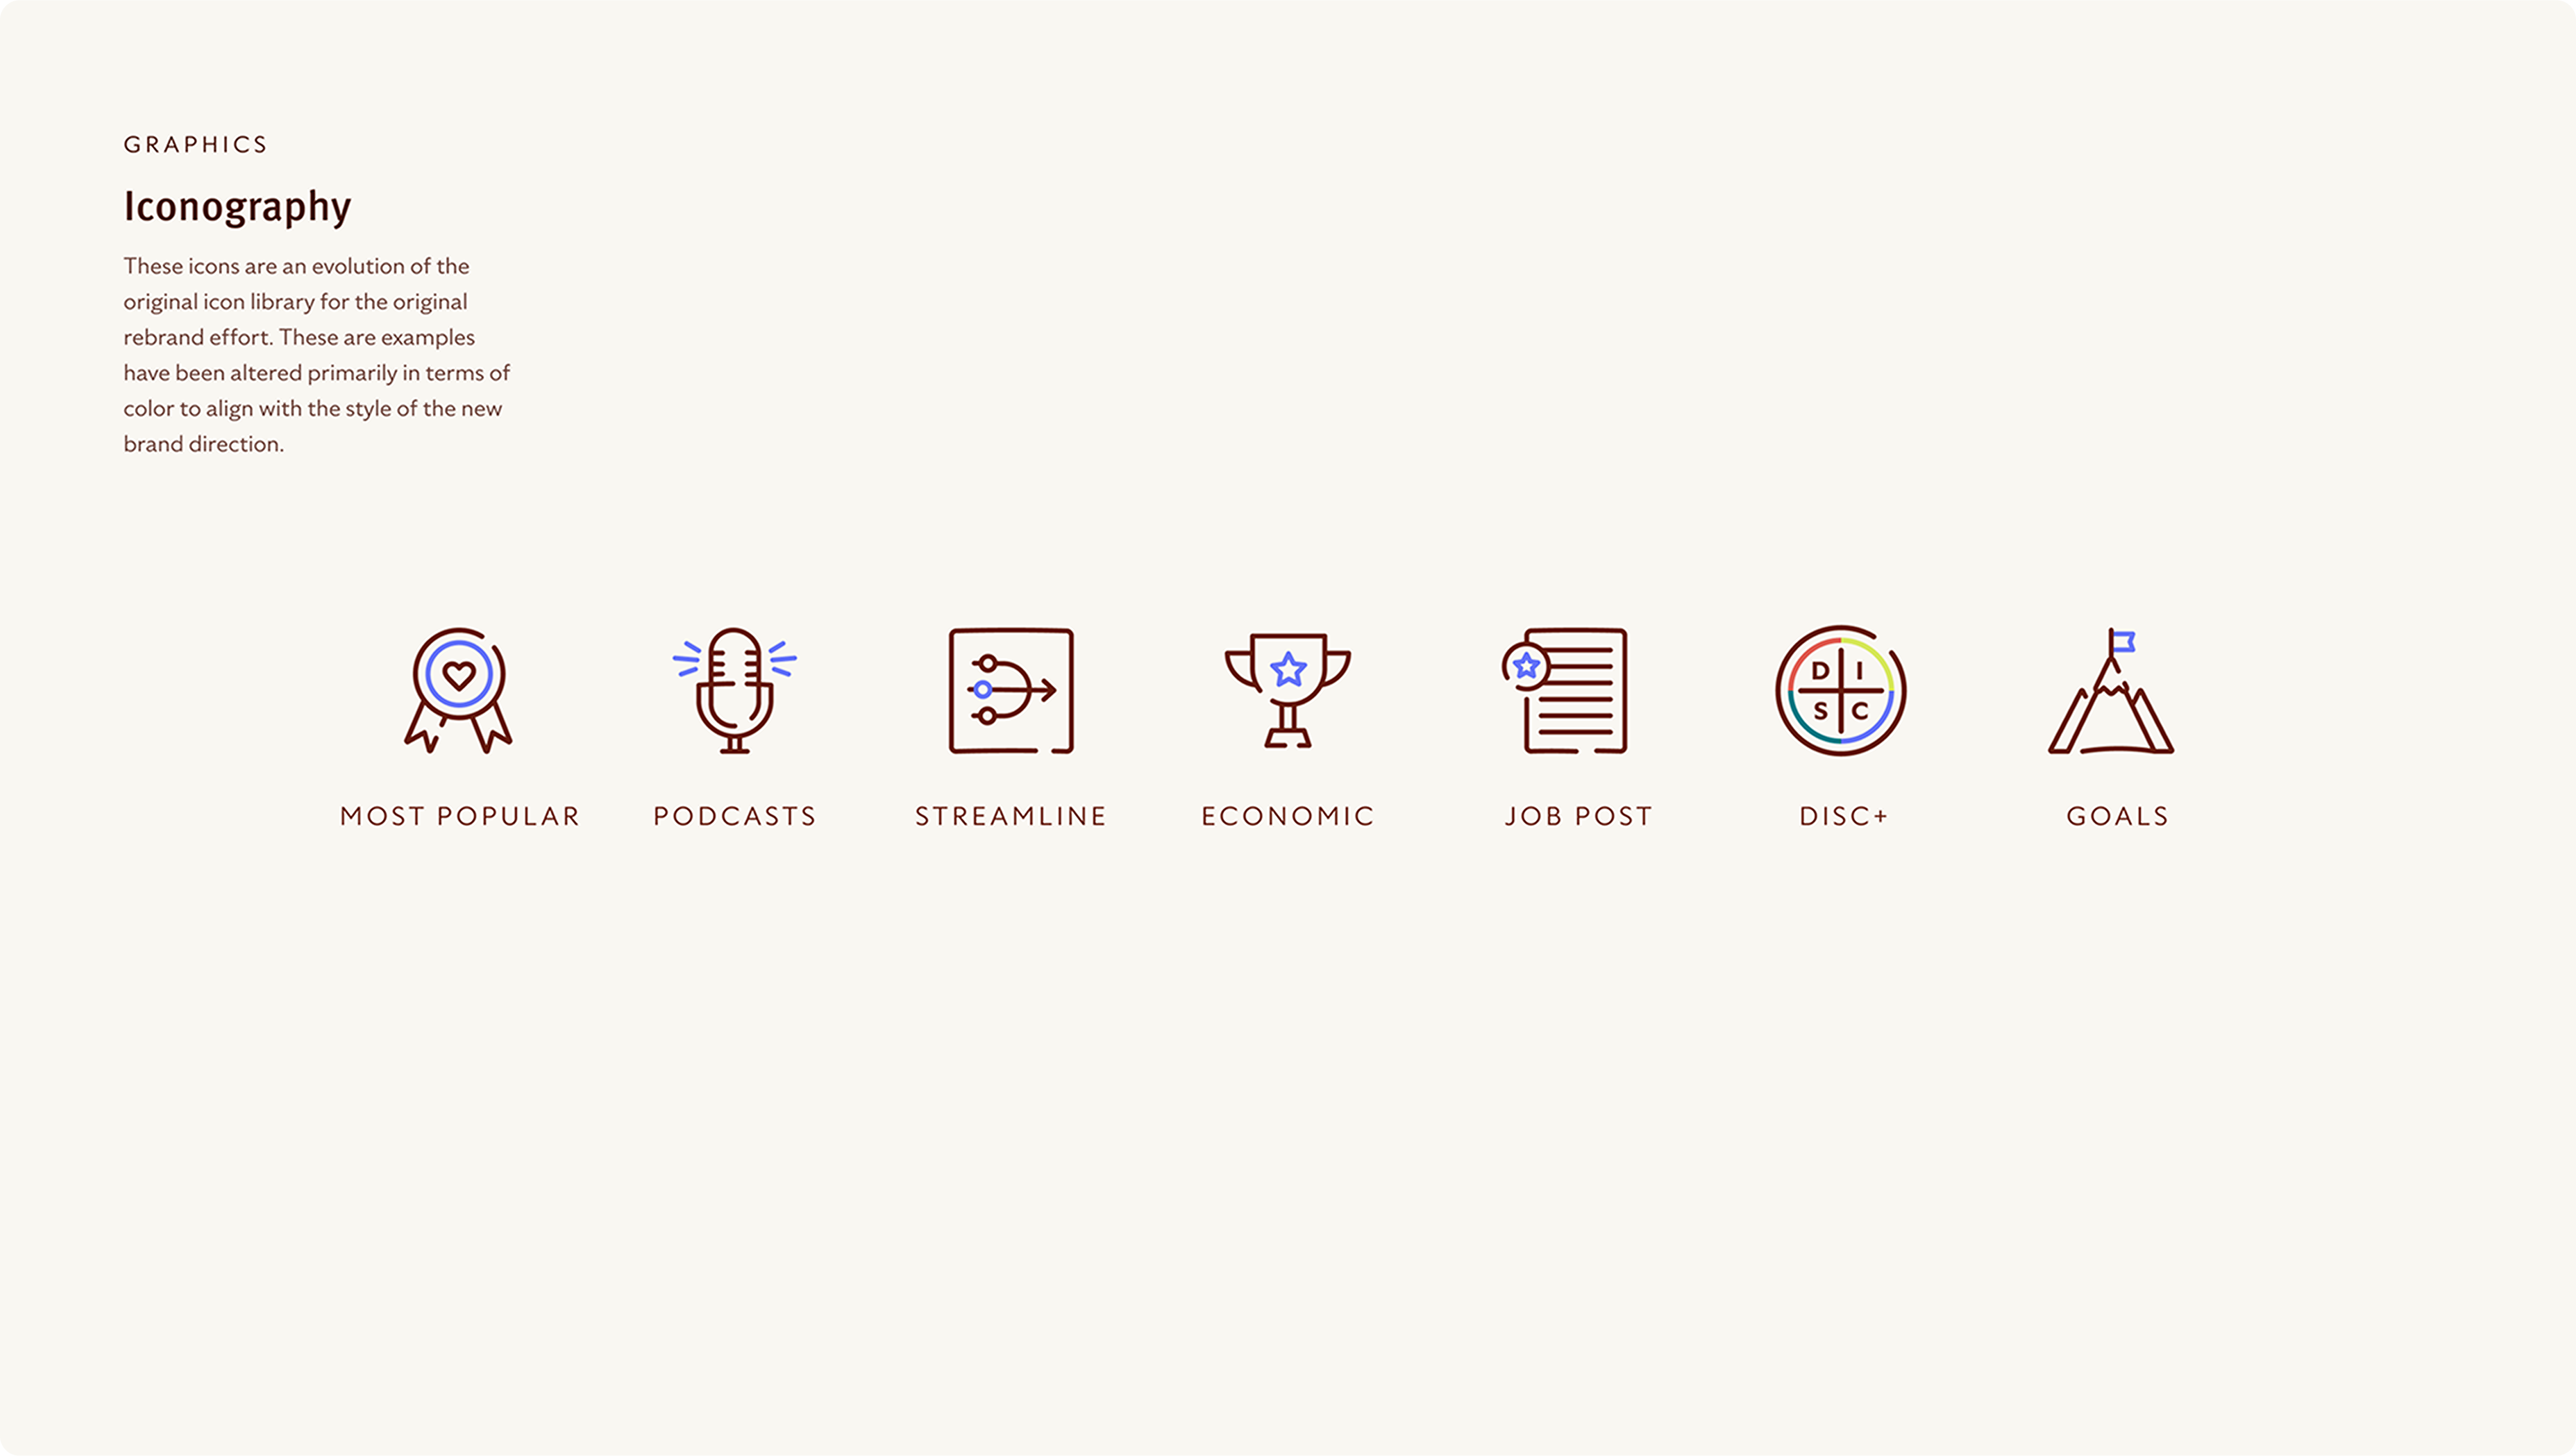 GRAPHICS
Iconography
These icons are an evolution of the
original icon library for the original
rebrand effort. These are examples
have been altered primarily in terms of
color to align with the style of the new
brand direction.
D I
S C
MOST POPULAR
PODCASTS
STREAMLINE
ECONOMIC
JOB POST
DISC+
GOALS